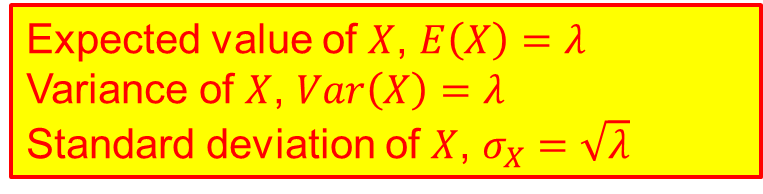 Expected value of X, E(X) = λ
Variance of X, Var(X) = λ
Standard deviation of X, σ_X = √λ